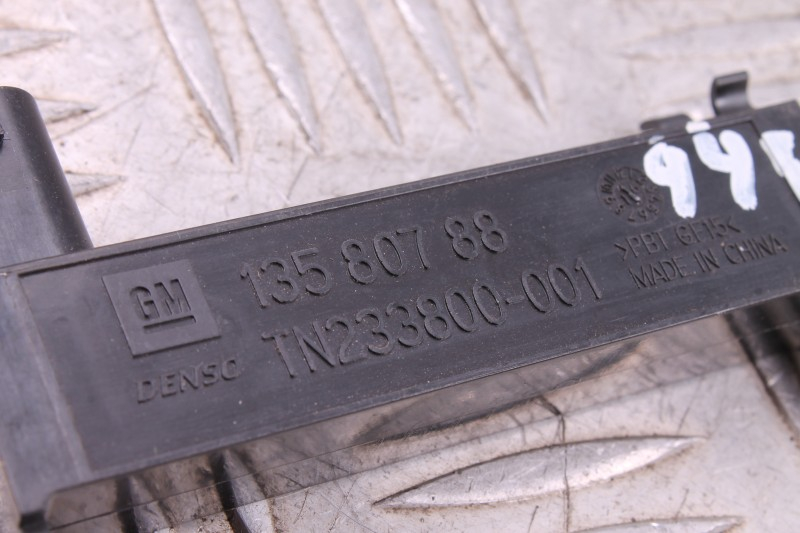 GM
135 807 88
DENSO
TN233800-001
>PBT GF15<
MADE IN CHINA